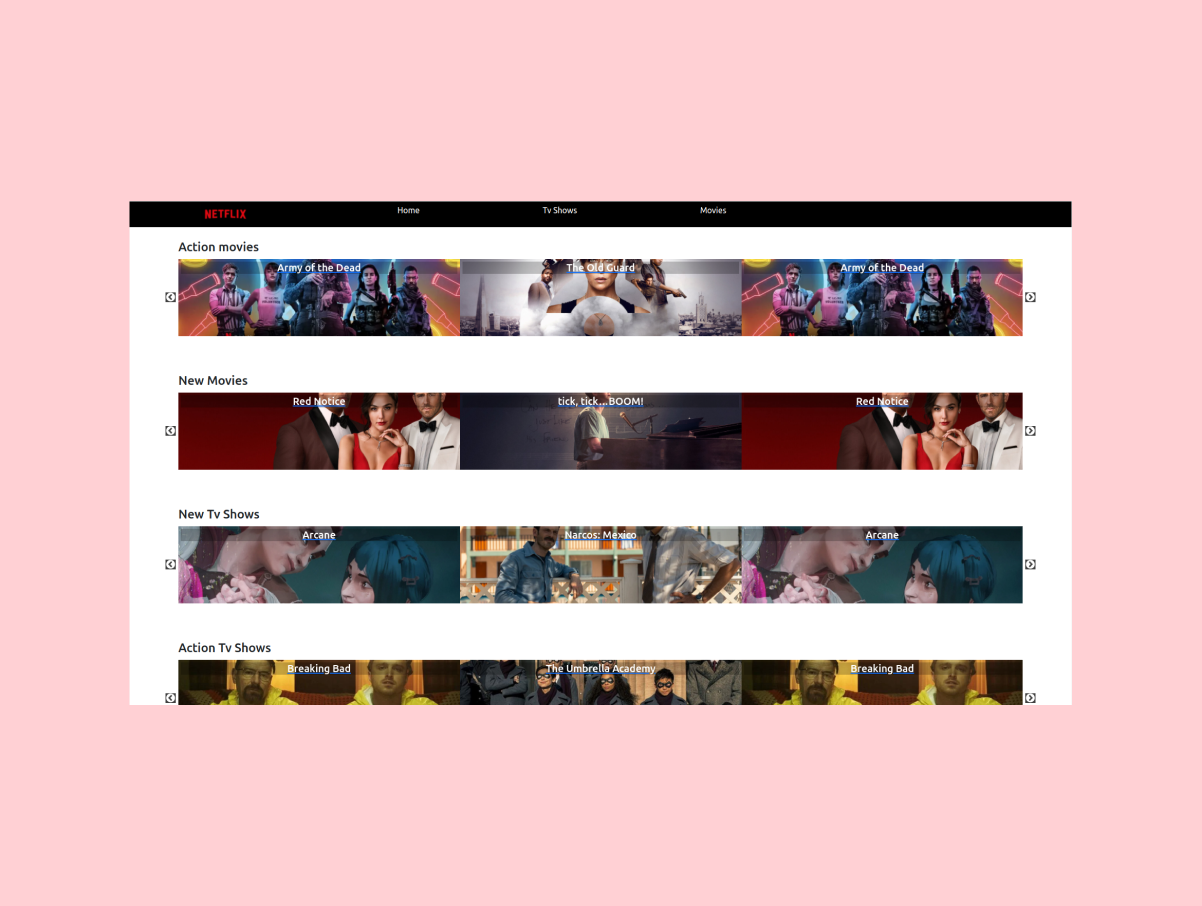 NETFLIX
Home
Tv Shows
Movies
Action movies
Army of the Dead
The Old Guard
Army of the Dead
New Movies
Red Notice
tick, tick...BOOM!
Red Notice
New Tv Shows
Arcane
Narcos: Mexico
Arcane
Action Tv Shows
Breaking Bad
The Umbrella Academy
Breaking Bad